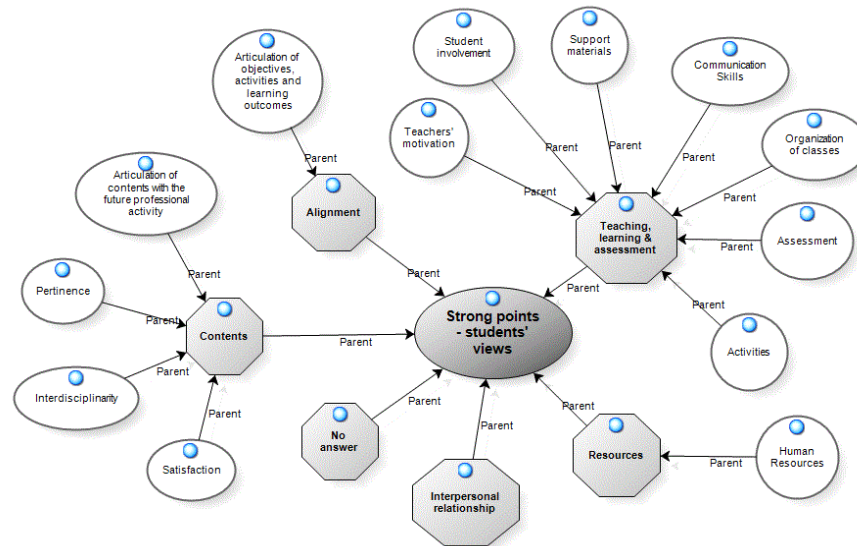 Articulation of
objectives,
activities and
learning
outcomes
Student
involvement
Support
materials
Communication
Skills
Teachers'
motivation
Organization
of classes
Articulation of
contents with the
future professional
activity
Parent
Parent
Parent
Parent
Parent
Parent
Alignment
Teaching,
learning &
assessment
Assessment
Parent
Parent
Parent
Parent
Parent
Pertinence
Strong points
- students'
views
Parent
Contents
Parent
Parent
Activities
Interdisciplinarity
Parent
Parent
Parent
Parent
Satisfaction
No
answer
Parent
Resources
Parent
Human
Resources
Interpersonal
relationship